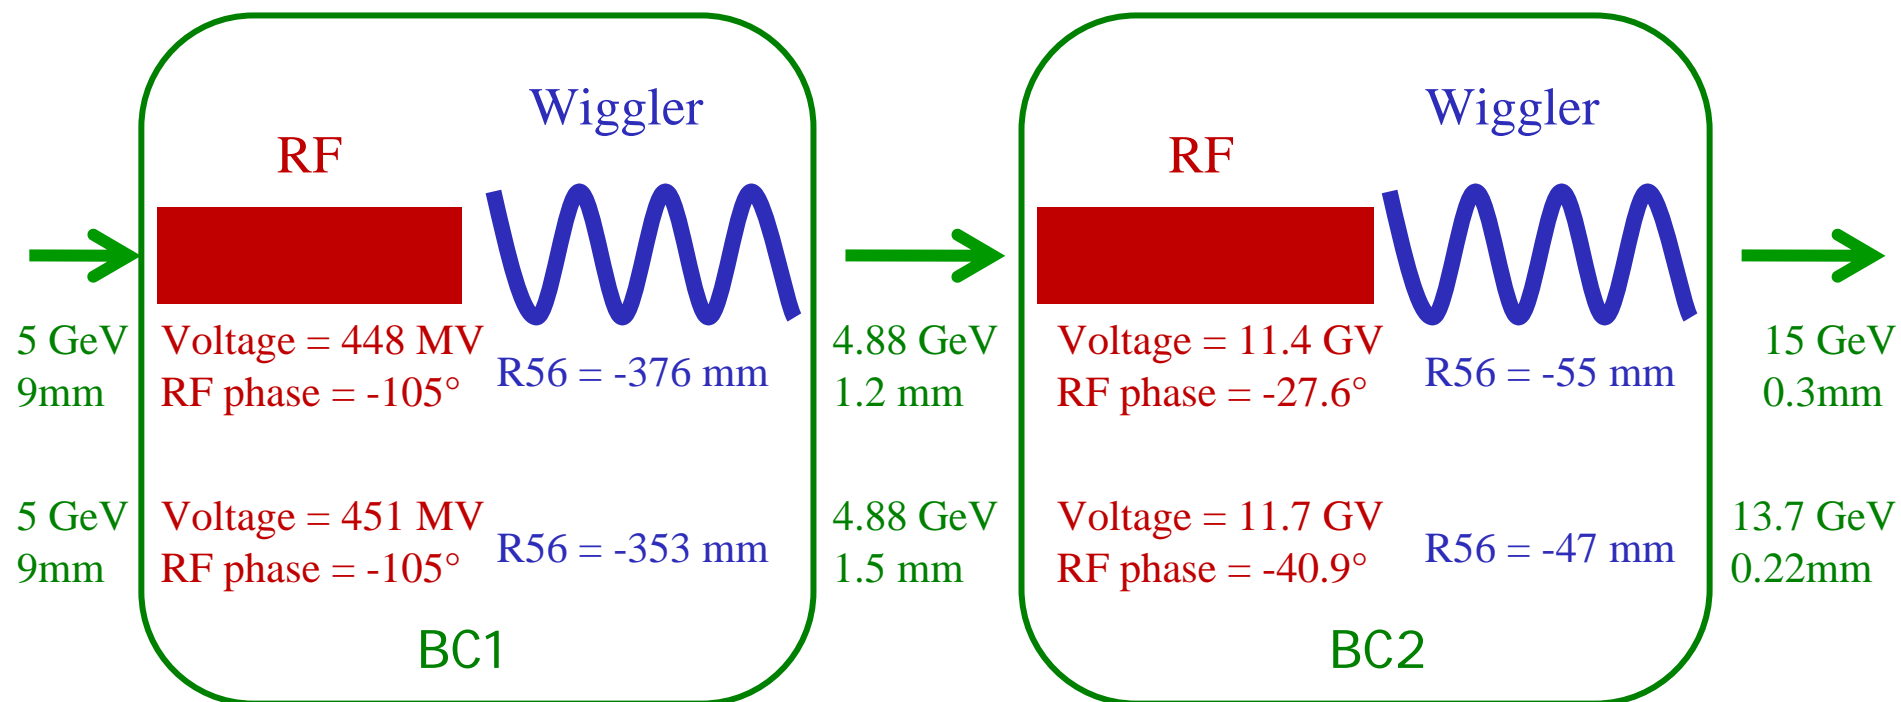 Wiggler
RF
5 GeV
9mm
Voltage = 448 MV
RF phase = -105°
R56 = -376 mm
4.88 GeV
1.2 mm
5 GeV
9mm
Voltage = 451 MV
RF phase = -105°
R56 = -353 mm
4.88 GeV
1.5 mm
BC1
Wiggler
RF
Voltage = 11.4 GV
RF phase = -27.6°
R56 = -55 mm
15 GeV
0.3mm
Voltage = 11.7 GV
RF phase = -40.9°
R56 = -47 mm
13.7 GeV
0.22mm
BC2